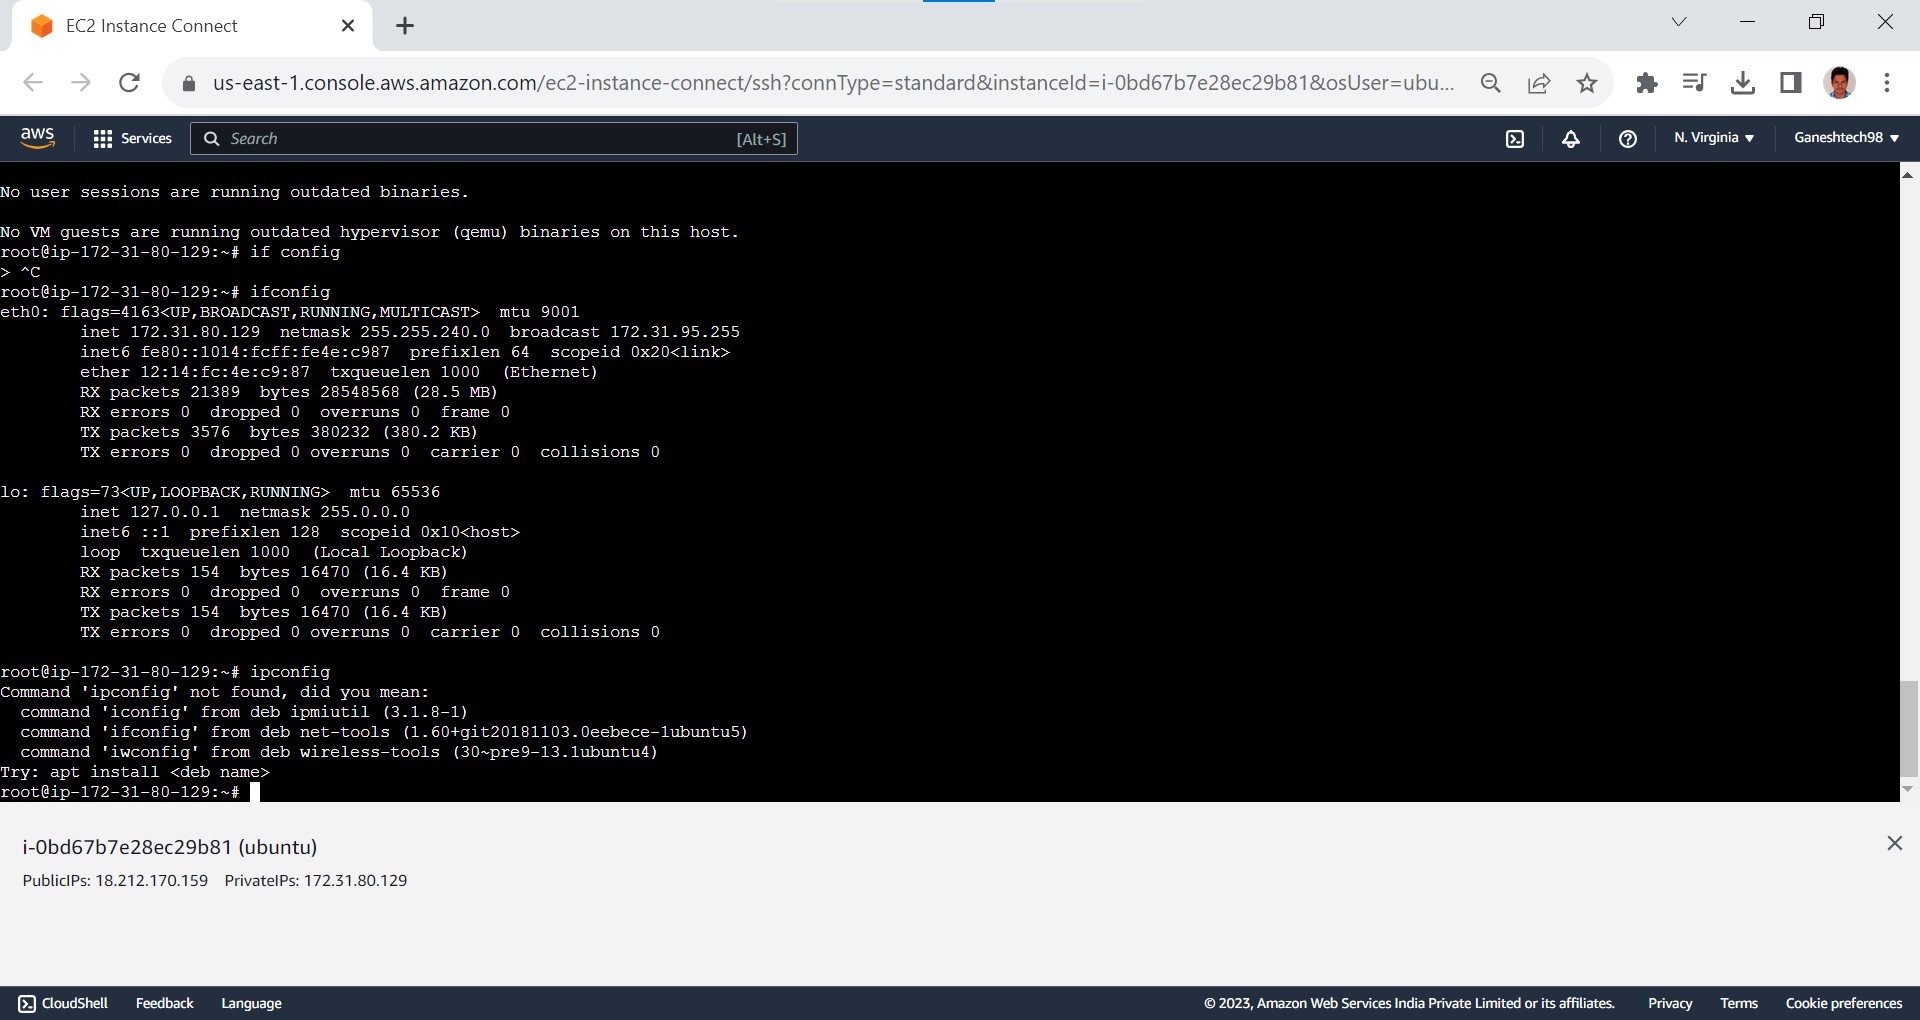 EC2 Instance Connect
us-east-1.console.aws.amazon.com/ec2-instance-connect/ssh?connType=standard&instanceId=i-0bd67b7e28ec29b81&osUser=ubu...
aws Services Search [Alt+S] N. Virginia Ganeshtech98
No user sessions are running outdated binaries.
No VM guests are running outdated hypervisor (qemu) binaries on this host.
root@ip-172-31-80-129:~# if config
> ^C
root@ip-172-31-80-129:~# ifconfig
eth0: flags=4163<UP,BROADCAST,RUNNING,MULTICAST>  mtu 9001
        inet 172.31.80.129  netmask 255.255.240.0  broadcast 172.31.95.255
        inet6 fe80::1014:fcff:fe4e:c987  prefixlen 64  scopeid 0x20<link>
        ether 12:14:fc:4e:c9:87  txqueuelen 1000  (Ethernet)
        RX packets 21389  bytes 28548568 (28.5 MB)
        RX errors 0  dropped 0  overruns 0  frame 0
        TX packets 3576  bytes 380232 (380.2 KB)
        TX errors 0  dropped 0 overruns 0  carrier 0  collisions 0
lo: flags=73<UP,LOOPBACK,RUNNING>  mtu 65536
        inet 127.0.0.1  netmask 255.0.0.0
        inet6 ::1  prefixlen 128  scopeid 0x10<host>
        loop  txqueuelen 1000  (Local Loopback)
        RX packets 154  bytes 16470 (16.4 KB)
        RX errors 0  dropped 0  overruns 0  frame 0
        TX packets 154  bytes 16470 (16.4 KB)
        TX errors 0  dropped 0 overruns 0  carrier 0  collisions 0
root@ip-172-31-80-129:~# ipconfig
Command 'ipconfig' not found, did you mean:
  command 'iconfig' from deb ipmiutil (3.1.8-1)
  command 'ifconfig' from deb net-tools (1.60+git20181103.0eebece-1ubuntu5)
  command 'iwconfig' from deb wireless-tools (30~pre9-13.1ubuntu4)
Try: apt install <deb name>
root@ip-172-31-80-129:~#
i-0bd67b7e28ec29b81 (ubuntu)
PublicIPs: 18.212.170.159 PrivateIPs: 172.31.80.129
CloudShell Feedback Language © 2023, Amazon Web Services India Private Limited or its affiliates. Privacy Terms Cookie preferences